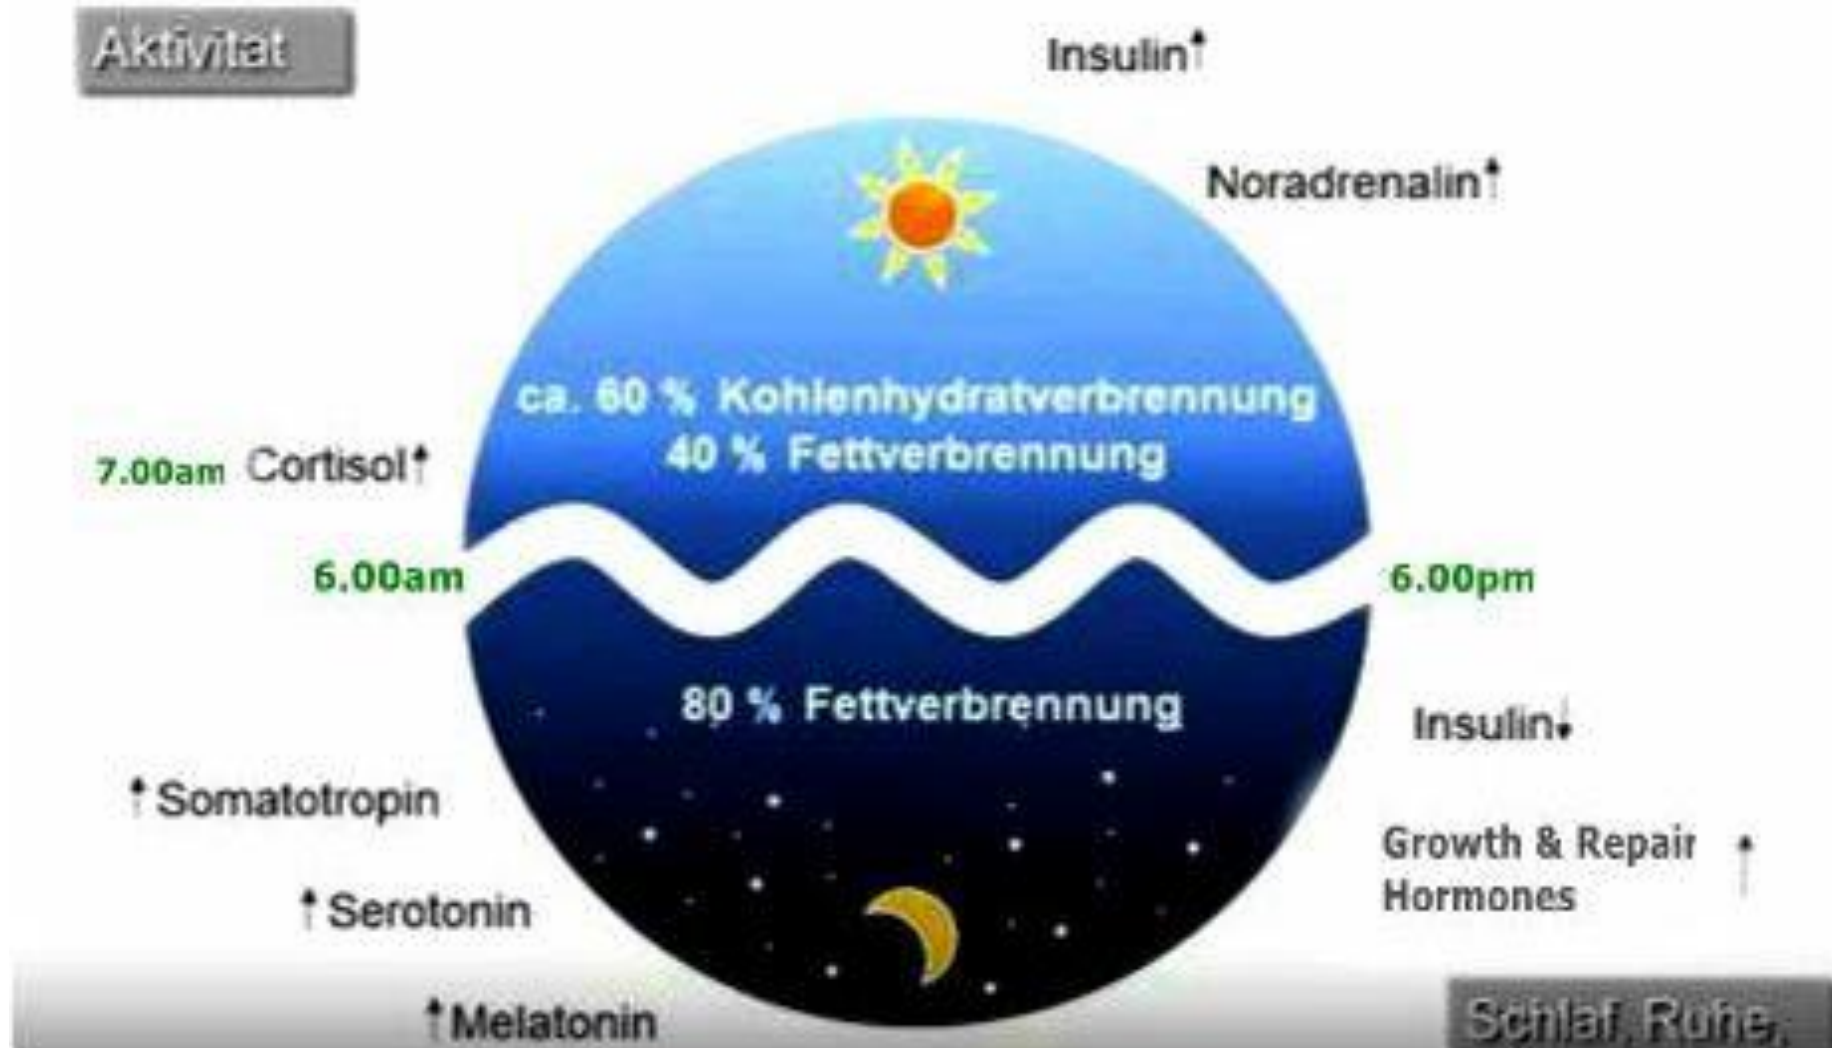 Aktivität
Insulin↑
Noradrenalin↑
ca. 60 % Kohlenhydratverbrennung
40 % Fettverbrennung
7.00am Cortisol↑
6.00am
6.00pm
80 % Fettverbrennung
Insulin↓
↑Somatotropin
Growth & Repair ↑
Hormones
↑Serotonin
↑Melatonin
Schlaf, Ruhe,